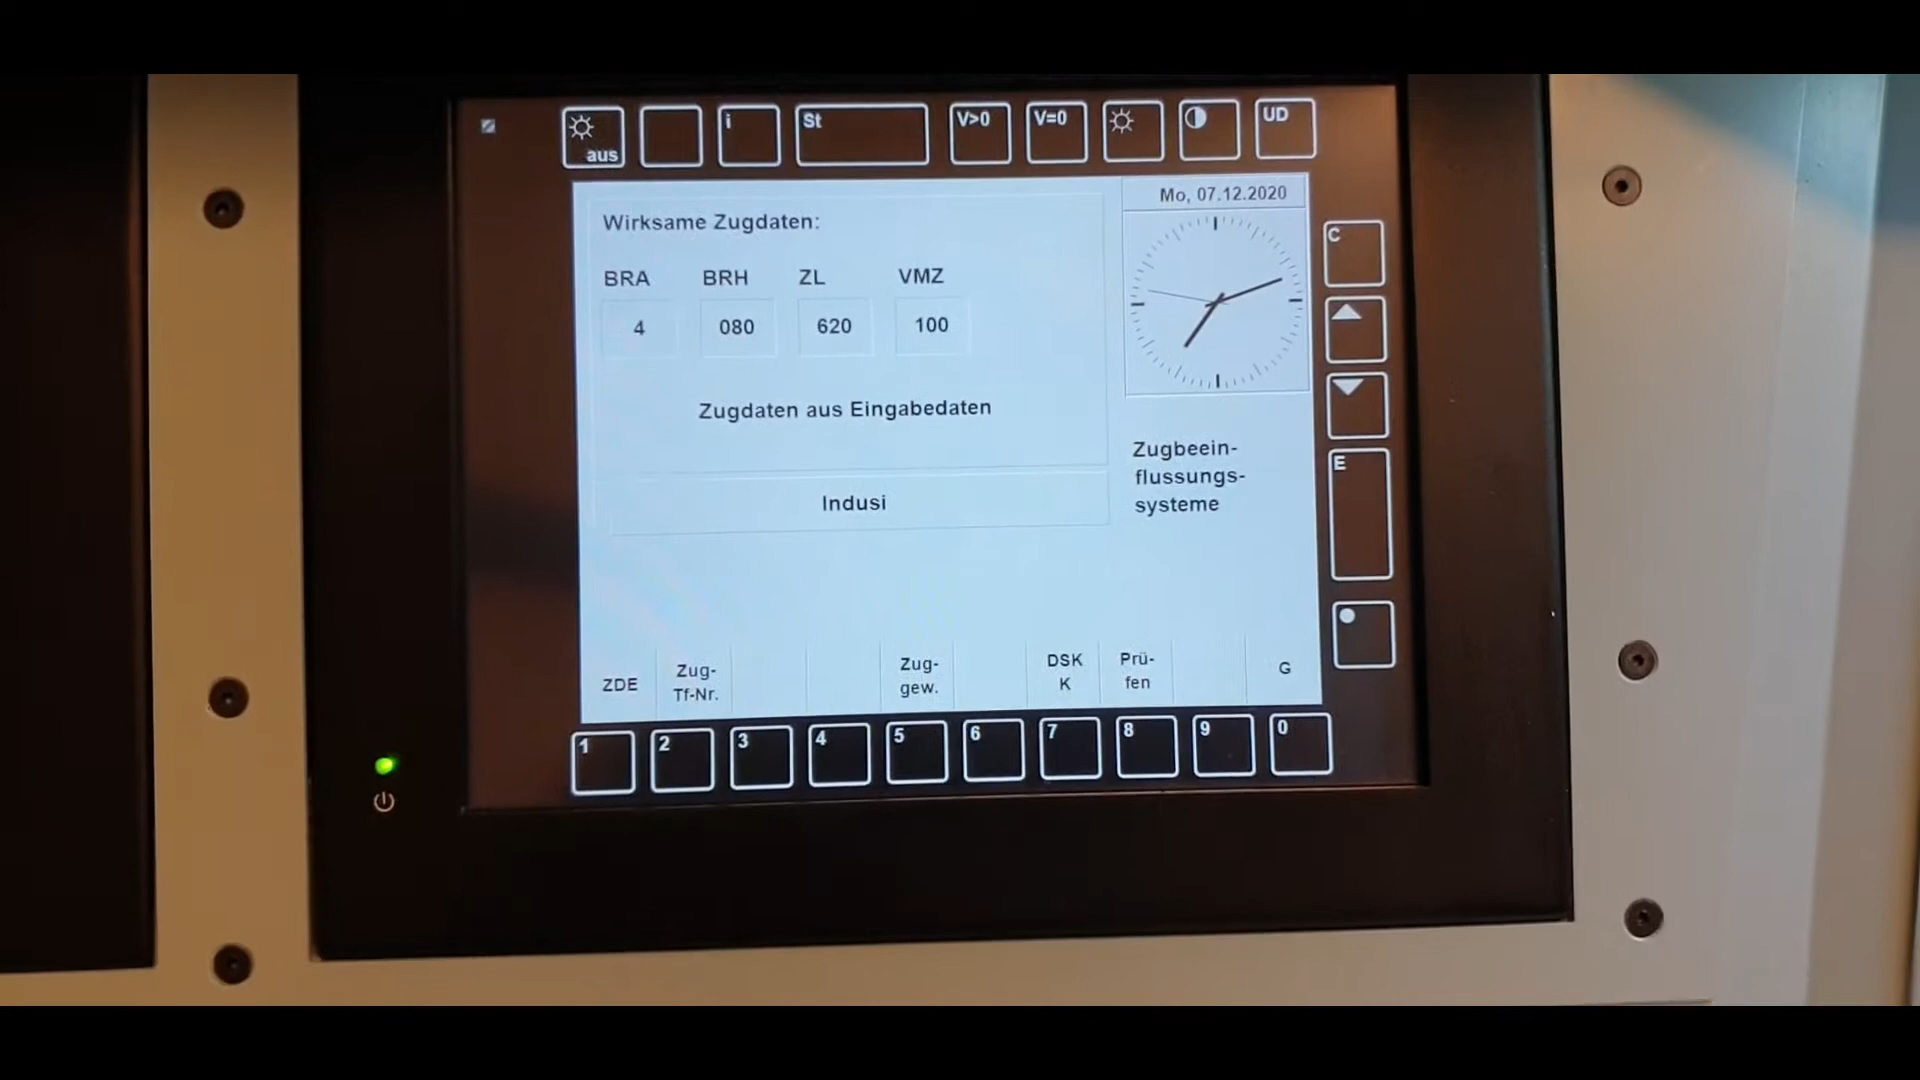 aus
i
St
V>0
V=0
UD
Wirksame Zugdaten:
Mo, 07.12.2020
BRA BRH ZL VMZ
4 080 620 100
Zugdaten aus Eingabedaten
Indusi
Zugbeein-
flussungs-
systeme
C
E
ZDE
Zug-
Tf-Nr.
Zug-
gew.
DSK
K
Prü-
fen
G
1 2 3 4 5 6 7 8 9 0